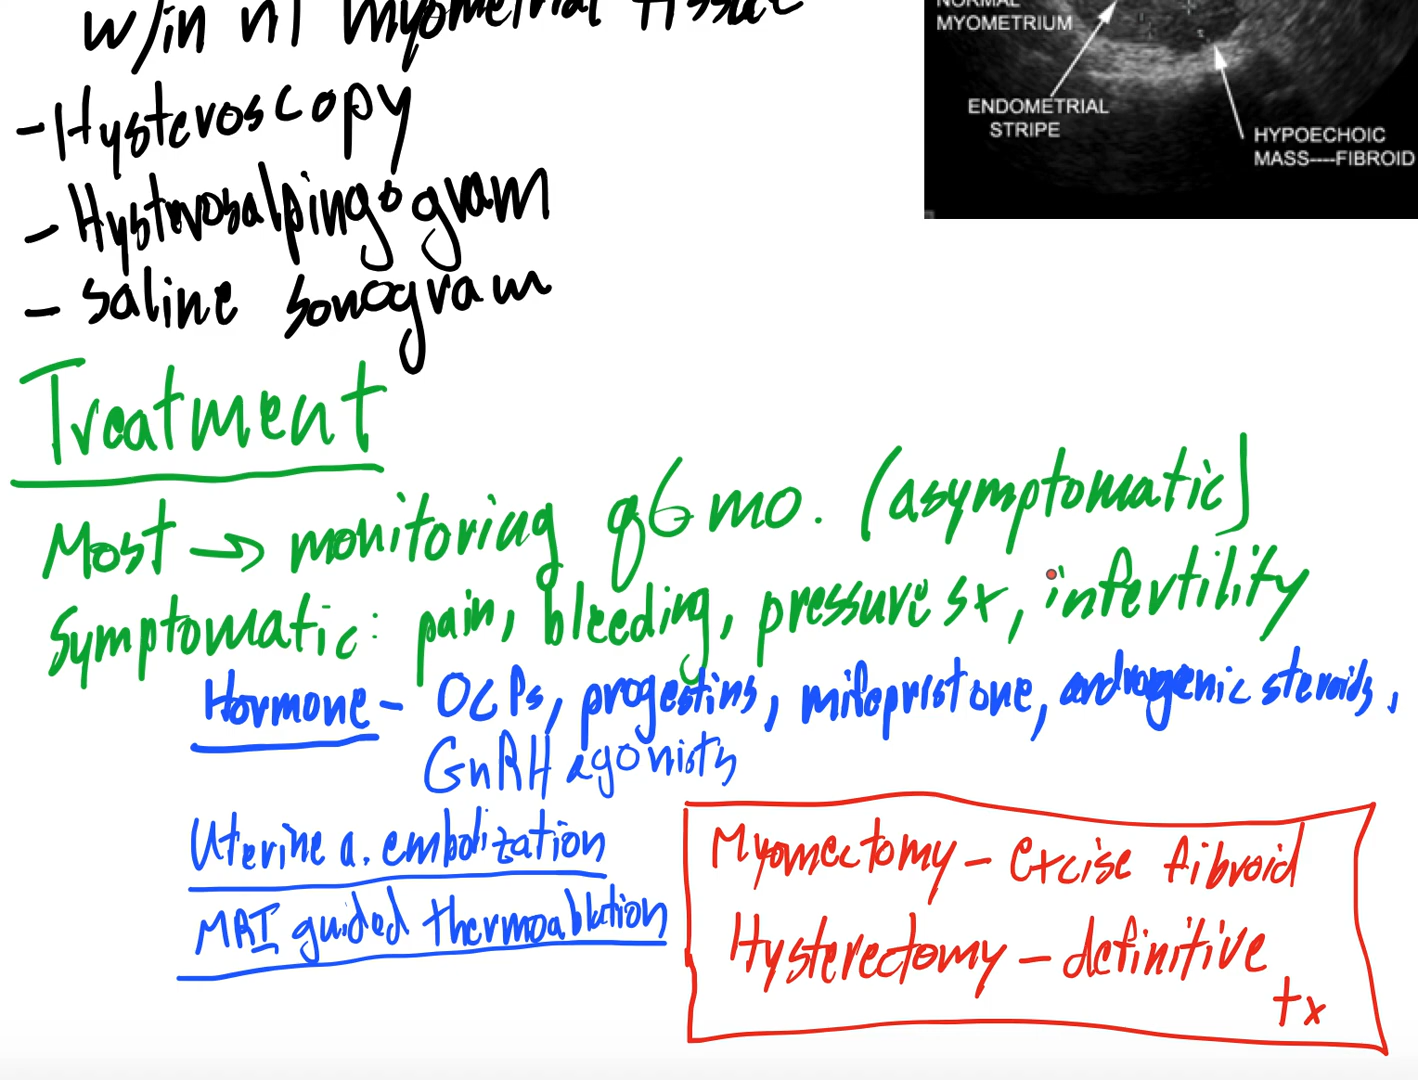 w/in nl myometrial tissue
- Hysteroscopy
- Hysterosalpingogram
- Saline sonogram
NORMAL
MYOMETRIUM
ENDOMETRIAL
STRIPE
HYPOECHOIC
MASS----FIBROID
Treatment
Most → monitoring q6mo. (asymptomatic)
Symptomatic: pain, bleeding, pressure sx, infertility
Hormone - OCPs, progestins, mifepristone, androgenic steroids,
GnRH agonists
Uterine a. embolization
MRI guided thermoablation
Myomectomy - excise fibroid
Hysterectomy - definitive
tx